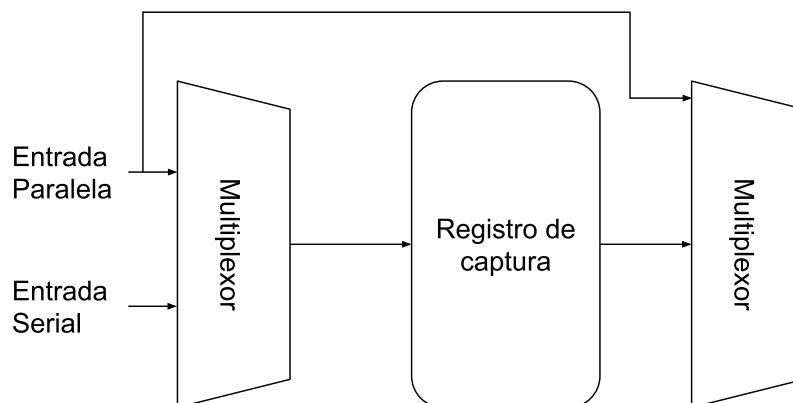 Entrada
Paralela
Multiplexor
Entrada
Serial
Registro de
captura
Multiplexor